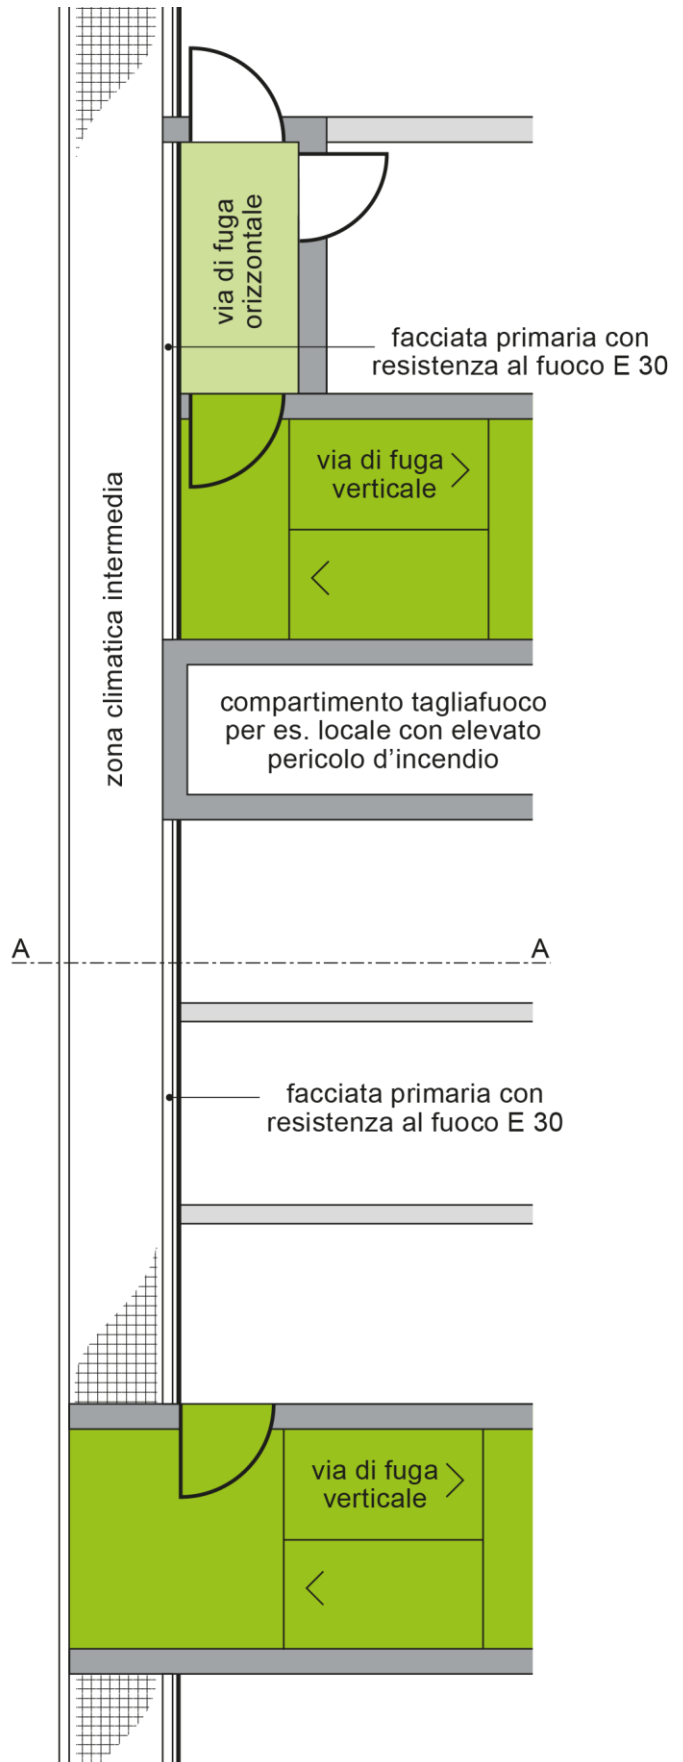 via di fuga
orizzontale
facciata primaria con
resistenza al fuoco E 30
via di fuga
verticale
zona climatica intermedia
compartimento tagliafuoco
per es. locale con elevato
pericolo d'incendio
A
A
facciata primaria con
resistenza al fuoco E 30
via di fuga
verticale